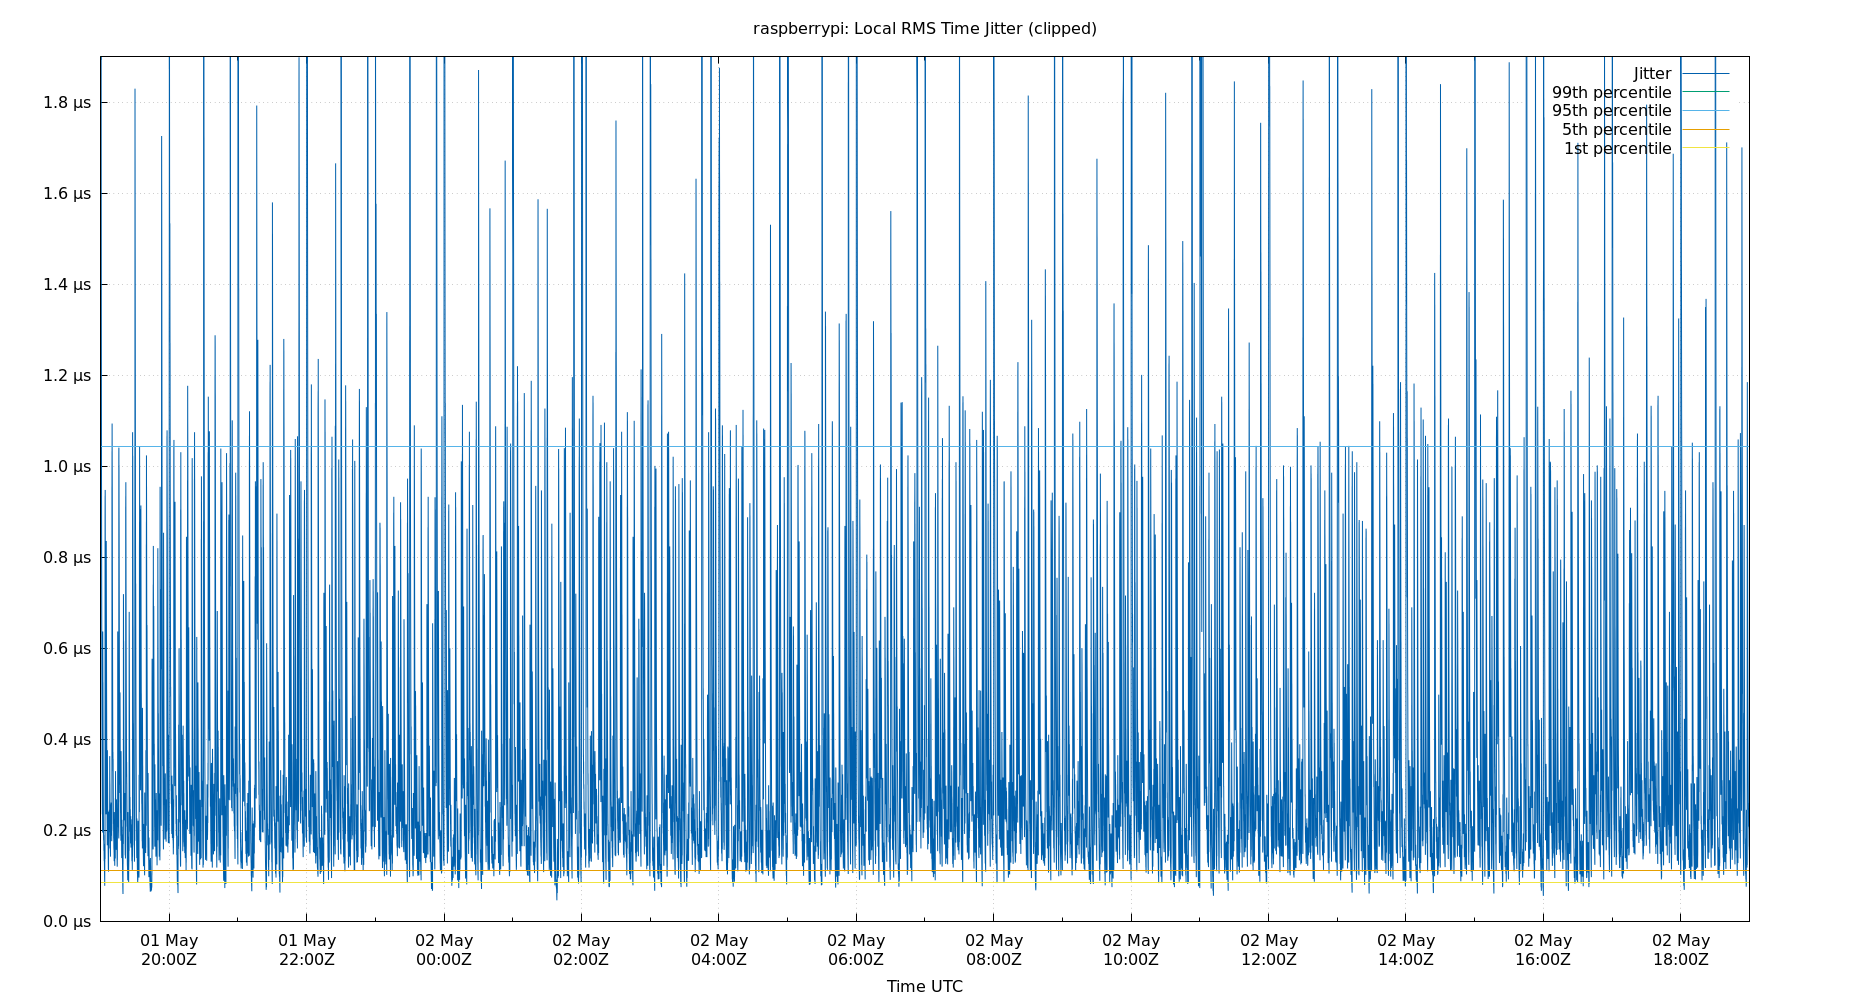 raspberrypi: Local RMS Time Jitter (clipped)
Jitter
99th percentile
95th percentile
5th percentile
1st percentile
1.8 µs
1.6 µs
1.4 µs
1.2 µs
1.0 µs
0.8 µs
0.6 µs
0.4 µs
0.2 µs
0.0 µs
01 May 01 May 02 May 02 May 02 May 02 May 02 May 02 May 02 May 02 May 02 May 02 May
20:00Z 22:00Z 00:00Z 02:00Z 04:00Z 06:00Z 08:00Z 10:00Z 12:00Z 14:00Z 16:00Z 18:00Z
Time UTC